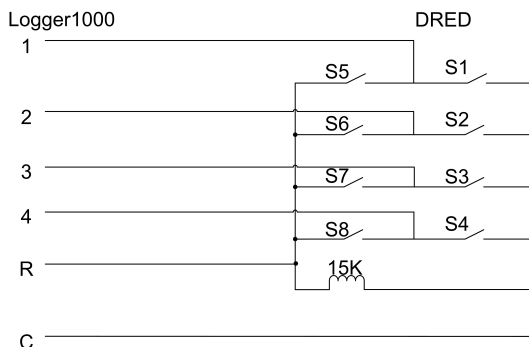 Logger1000 DRED
1
S5 S1
2
S6 S2
3
S7 S3
4
S8 S4
R
15K
C